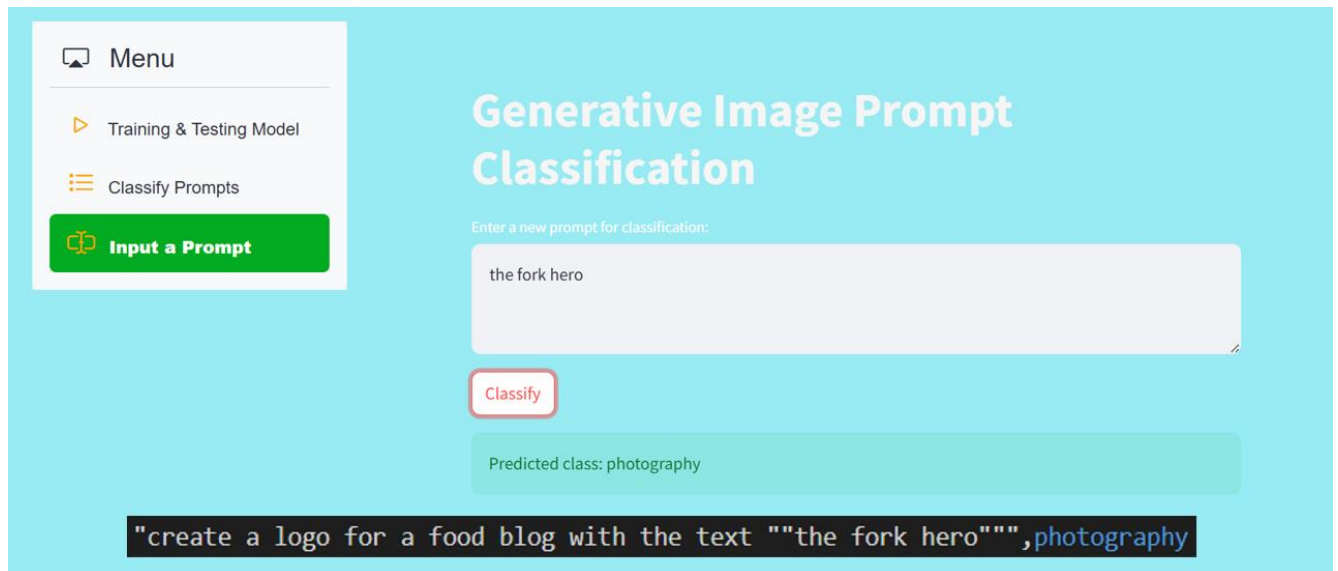 Menu
Training & Testing Model
Classify Prompts
Input a Prompt
Generative Image Prompt
Classification
Enter a new prompt for classification:
the fork hero
Classify
Predicted class: photography
"create a logo for a food blog with the text ""the fork hero""",photography